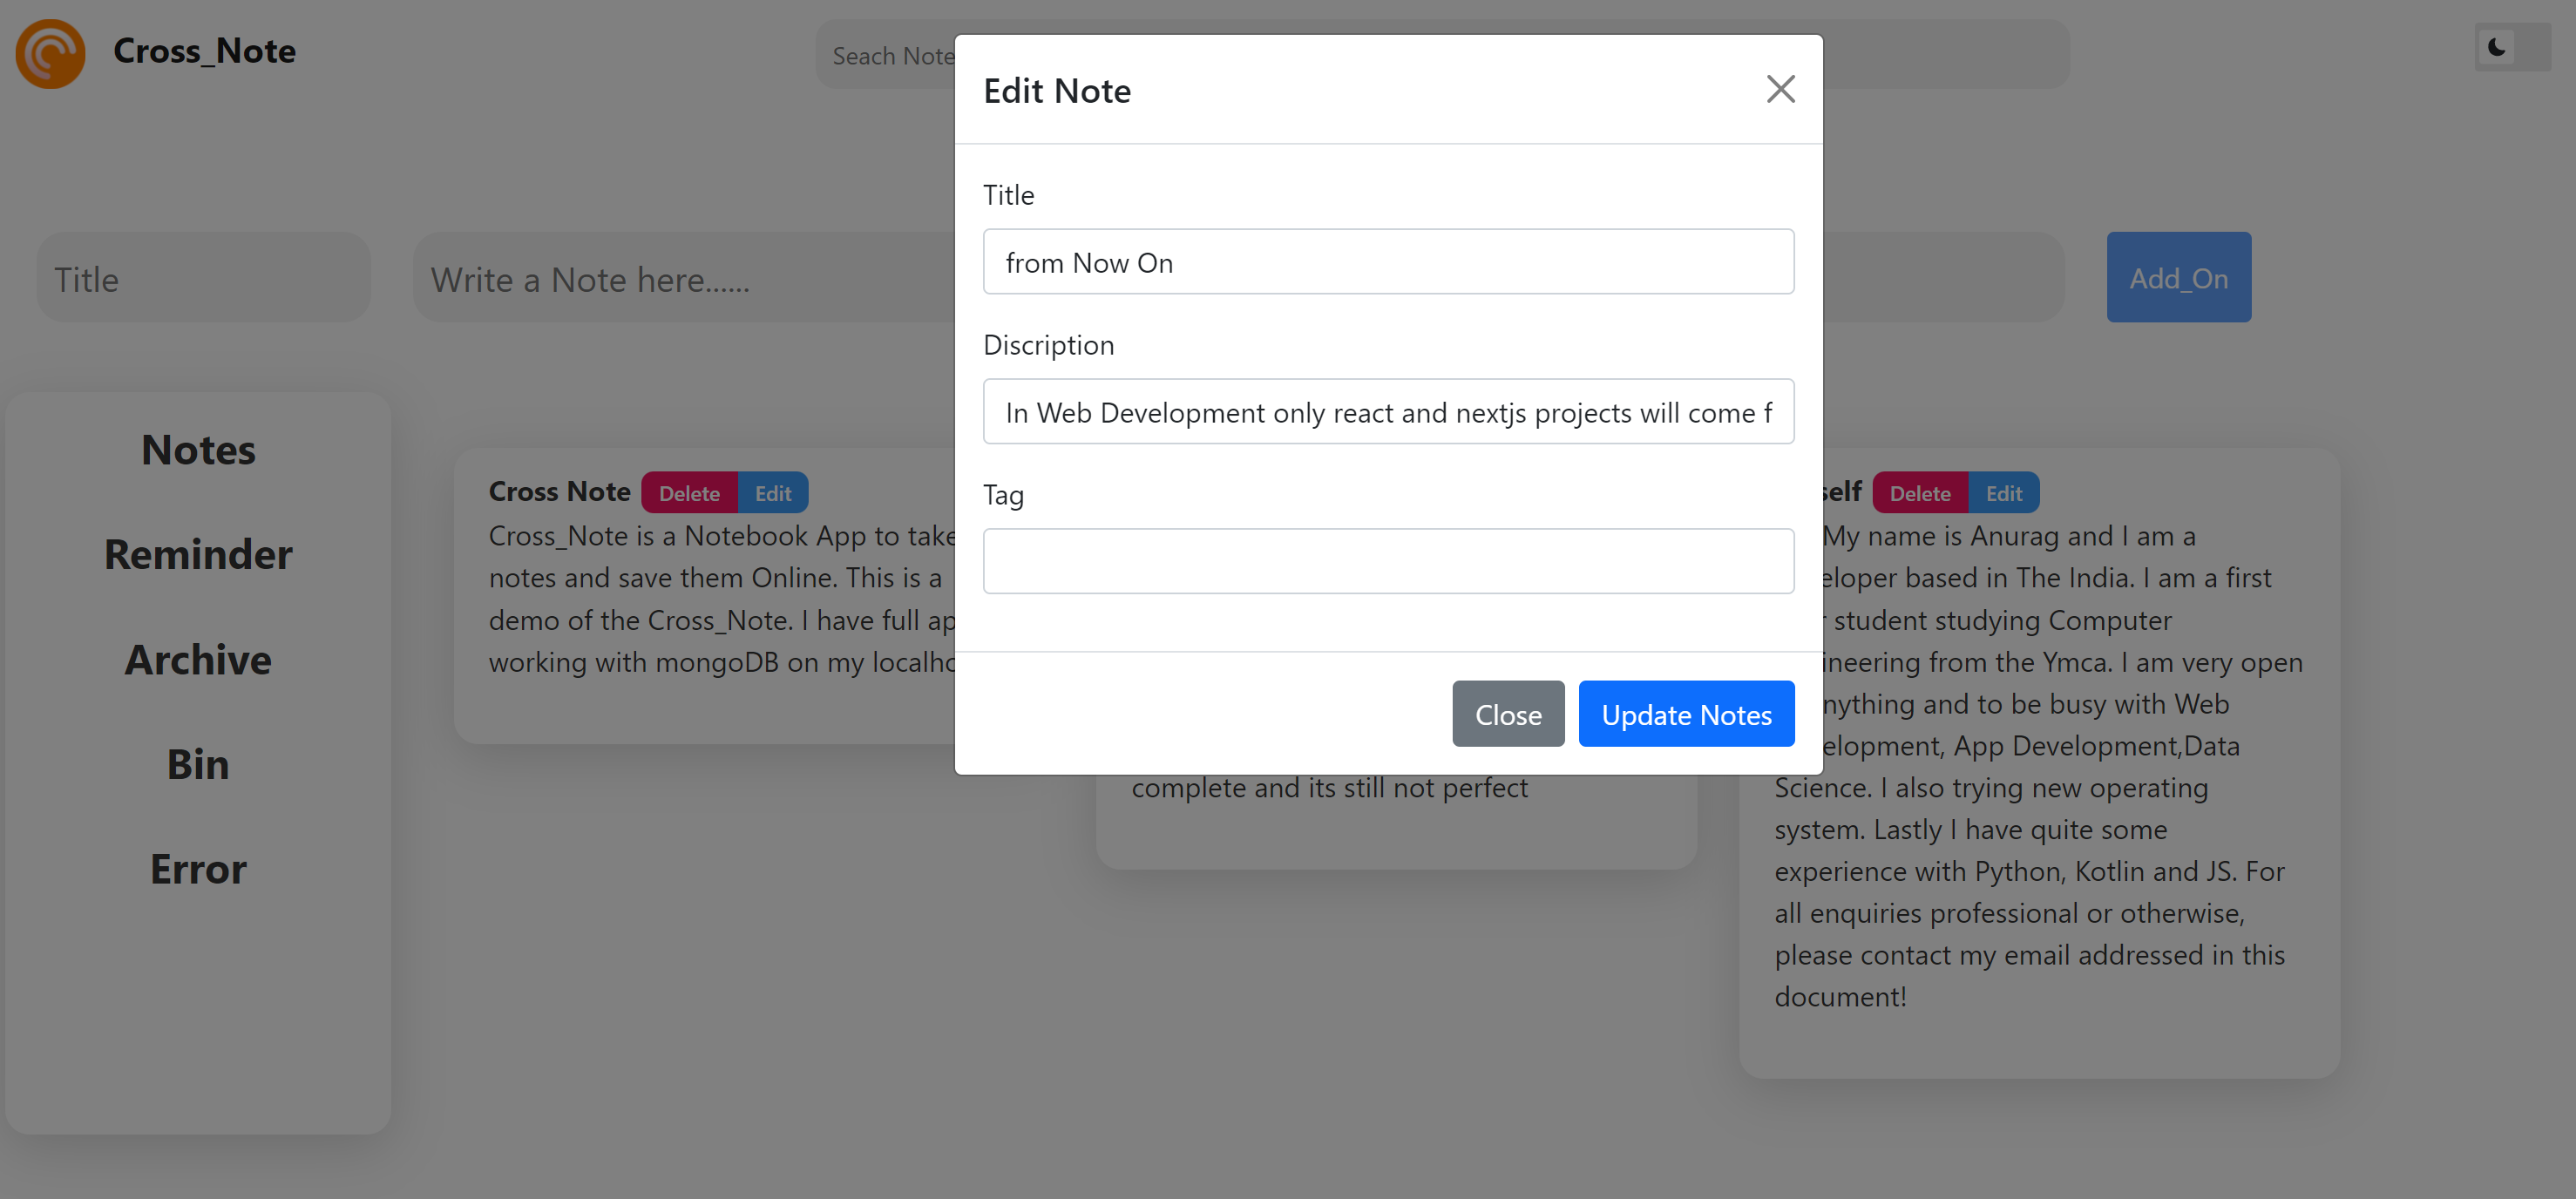 Cross_Note
Seach Note
Edit Note
Title
from Now On
Discription
In Web Development only react and nextjs projects will come f
Tag
Close
Update Notes
Title
Write a Note here......
Add_On
Notes
Reminder
Archive
Bin
Error
Cross Note Delete Edit
Cross_Note is a Notebook App to take
notes and save them Online. This is a
demo of the Cross_Note. I have full ap
working with mongoDB on my localho
complete and its still not perfect
self Delete Edit
My name is Anurag and I am a
eloper based in The India. I am a first
student studying Computer
ineering from the Ymca. I am very open
nything and to be busy with Web
elopment, App Development,Data
Science. I also trying new operating
system. Lastly I have quite some
experience with Python, Kotlin and JS. For
all enquiries professional or otherwise,
please contact my email addressed in this
document!